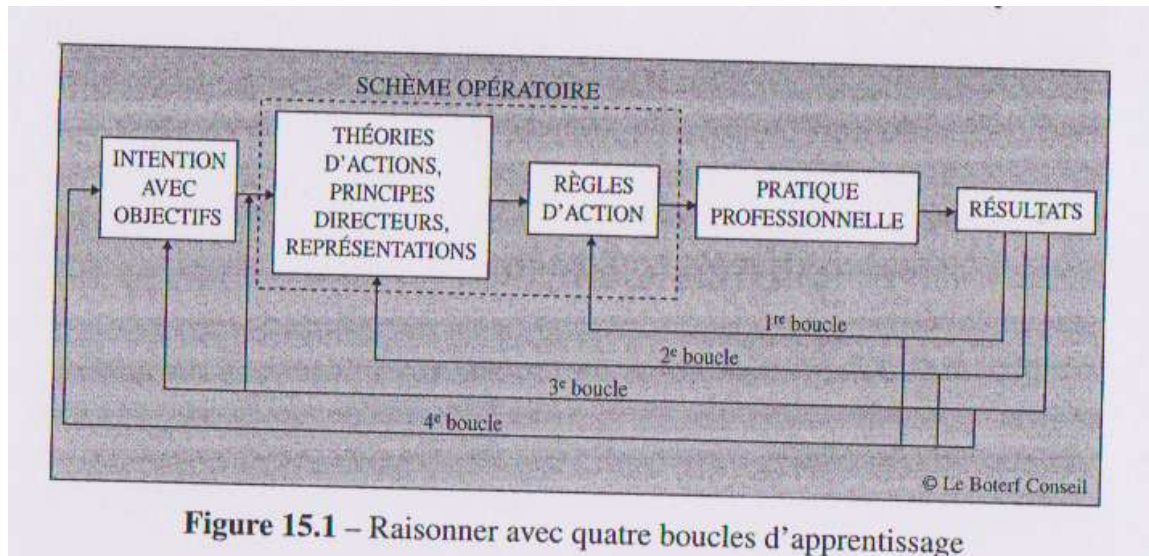 SCHÈME OPÉRATOIRE
INTENTION
AVEC
OBJECTIFS
THÉORIES
D'ACTIONS,
PRINCIPES
DIRECTEURS,
REPRÉSENTATIONS
RÈGLES
D'ACTION
PRATIQUE
PROFESSIONNELLE
RÉSULTATS
1re boucle
2e boucle
3e boucle
4e boucle
© Le Boterf Conseil
Figure 15.1 – Raisonner avec quatre boucles d'apprentissage